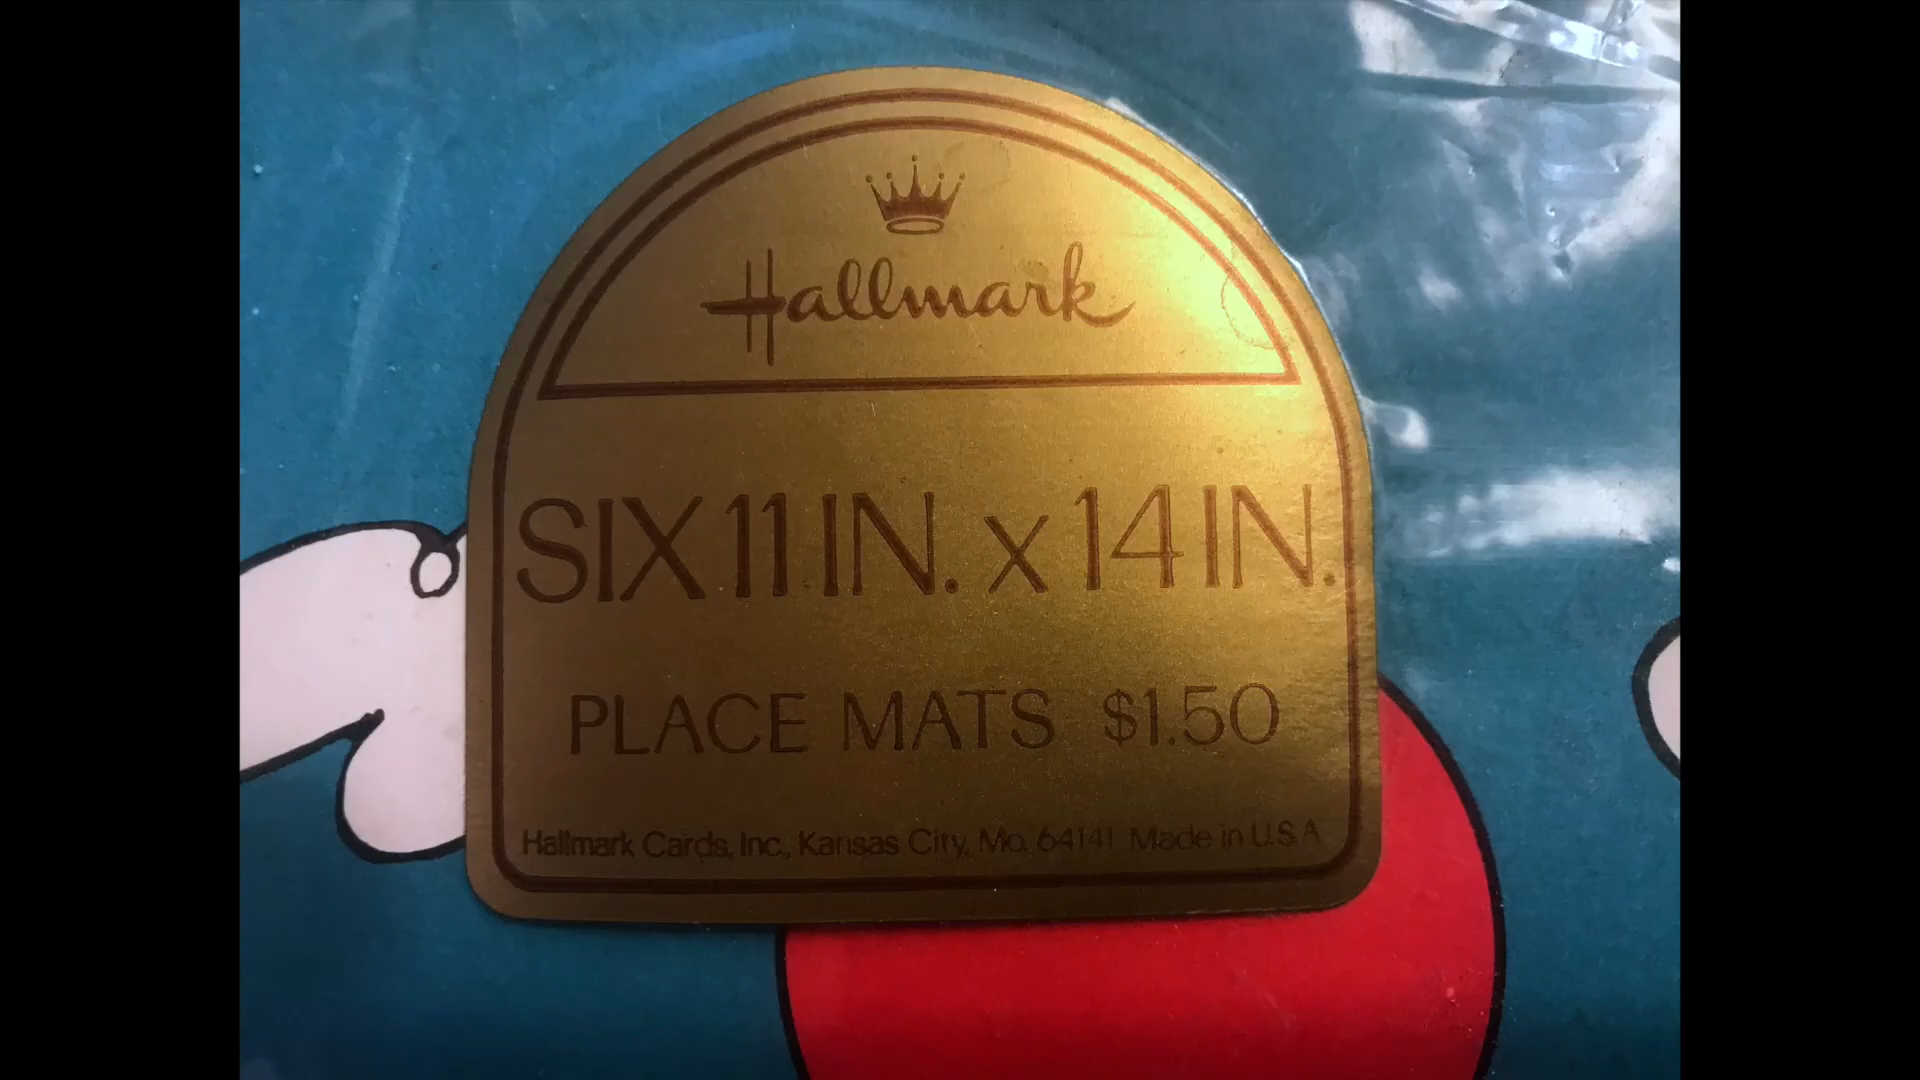 Hallmark
SIX 11 IN. x 14 IN.
PLACE MATS $1.50
Hallmark Cards, Inc., Kansas City, Mo. 64141 Made in U.S.A